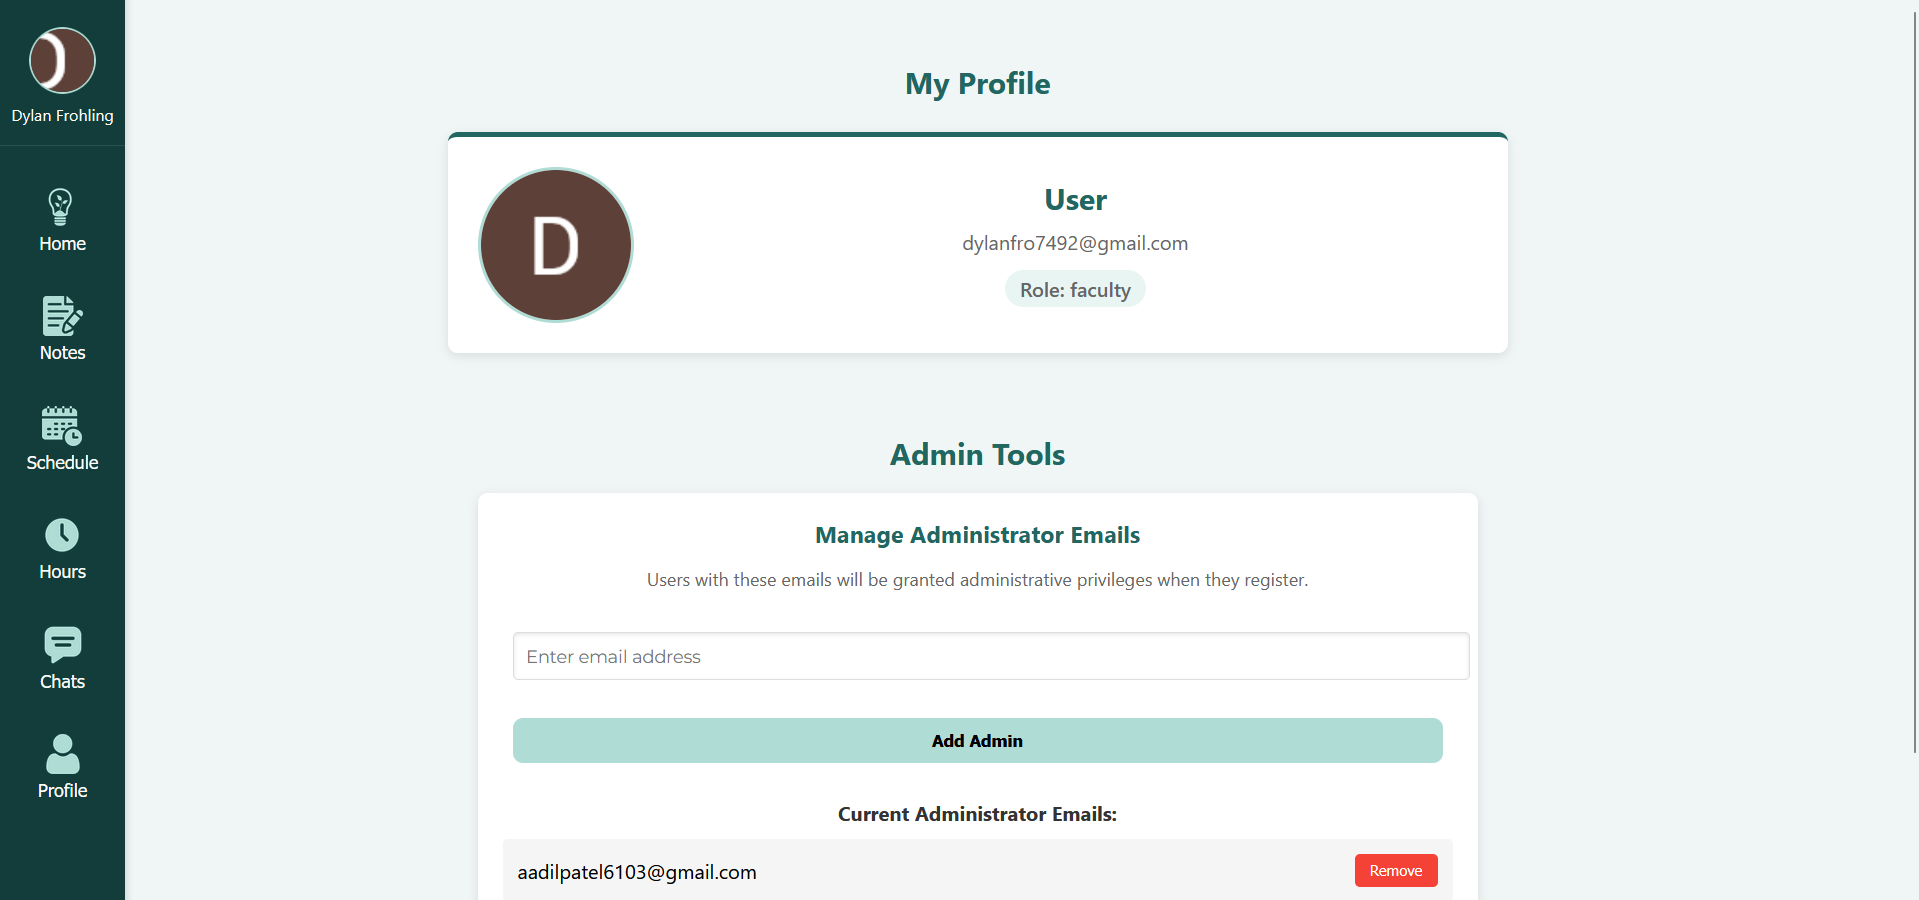 Dylan Frohling
Home
Notes
Schedule
Hours
Chats
Profile
My Profile
D
User
dylanfro7492@gmail.com
Role: faculty
Admin Tools
Manage Administrator Emails
Users with these emails will be granted administrative privileges when they register.
Enter email address
Add Admin
Current Administrator Emails:
aadilpatel6103@gmail.com
Remove